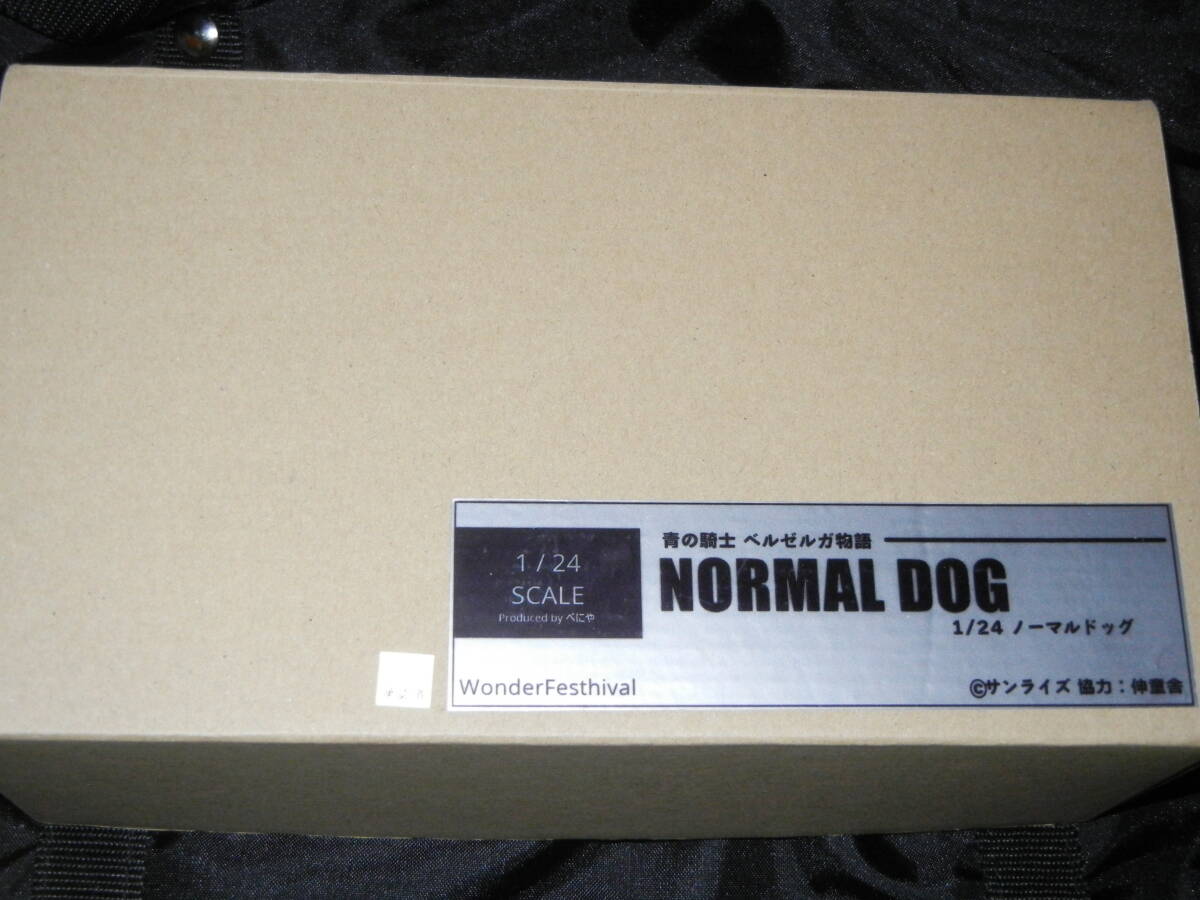 1 / 24
SCALE
Produced by べにや
青の騎士 ベルゼルガ物語
NORMAL DOG
1/24 ノーマルドッグ
WonderFesthival
©サンライズ 協力：伸童舎